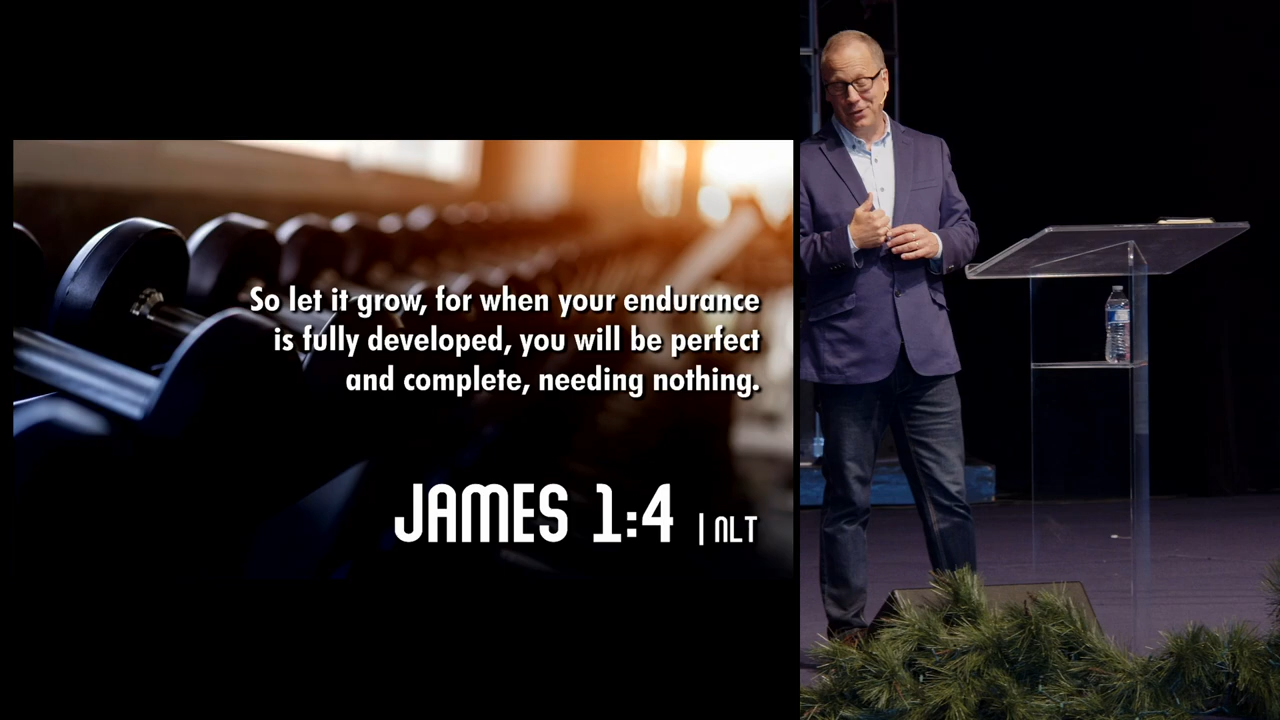 So let it grow, for when your endurance
is fully developed, you will be perfect
and complete, needing nothing.
JAMES 1:4 | NLT